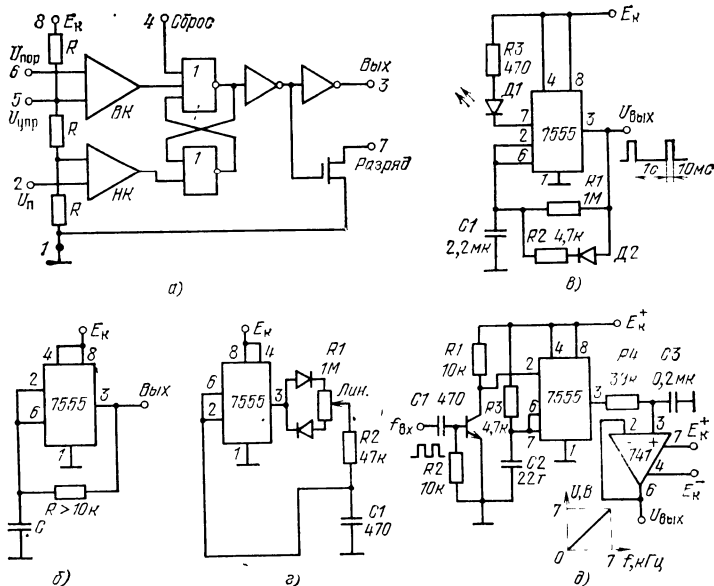 8 Eк
4 Сброс
R
Uпор
6
5
Uупр
ВК
1
Вых
3
R
7
Разряд
1
2
Uп
НК
R
1
а)
Eк
R3
470
Д1
4 8
7
2
6
7555
3
Uвых
1
1с 10мс
R1
1М
C1
2,2мк
R2 4,7к
Д2
в)
Eк
4 8
2
6
7555
3
Вых
1
R>10к
C
б)
Eк
8 4
6
2
7555
3
1
R1
1М
Лин.
R2
47к
C1
470
г)
Eк+
R1
10к
4 8
2
7555
3
R4
C3
0,2мк
C1 470
fвх
R3
4,7к
6
7
1
R2
10к
C2
22т
2 3
- +
741
7 Eк+
4
Eк-
6
Uвых
U,В
7
0 7 f,кГц
д)